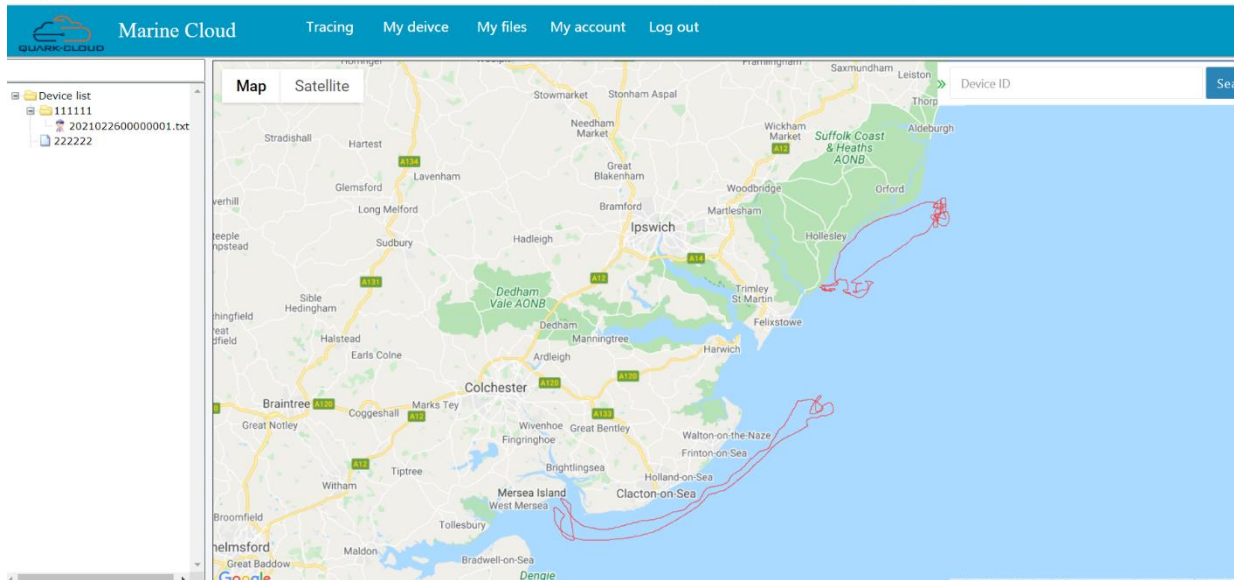 QUARK-CLOUD
Marine Cloud
Tracing
My deivce
My files
My account
Log out
Device list
111111
2021022600000001.txt
222222
Map
Satellite
Device ID
Framlingham
Saxmundham
Leiston
Stowmarket
Stonham Aspal
Thorp
Needham
Market
Wickham
Market
Aldeburgh
Suffolk Coast
& Heaths
AONB
A12
Stradishall
Hartest
A134
Lavenham
Great
Blakenham
Glemsford
Woodbridge
Orford
verhill
Long Melford
Bramford
Martlesham
Ipswich
Hollesley
Sudbury
Hadleigh
A14
A131
A12
Trimley
St Martin
Dedham
Vale AONB
Sible
Hedingham
Felixstowe
Dedham
Manningtree
Halstead
Harwich
Earls Colne
Ardleigh
A120
A120
Colchester
Braintree
A120
Marks Tey
Coggeshall
A12
A133
Great Notley
Wivenhoe
Great Bentley
Fingringhoe
Walton-on-the-Naze
Frinton-on-Sea
A12
Tiptree
Brightlingsea
Holland-on-Sea
Witham
Mersea Island
Clacton-on-Sea
West Mersea
Broomfield
Tollesbury
helmsford
Maldon
Great Baddow
Bradwell-on-Sea
Google
Dengie